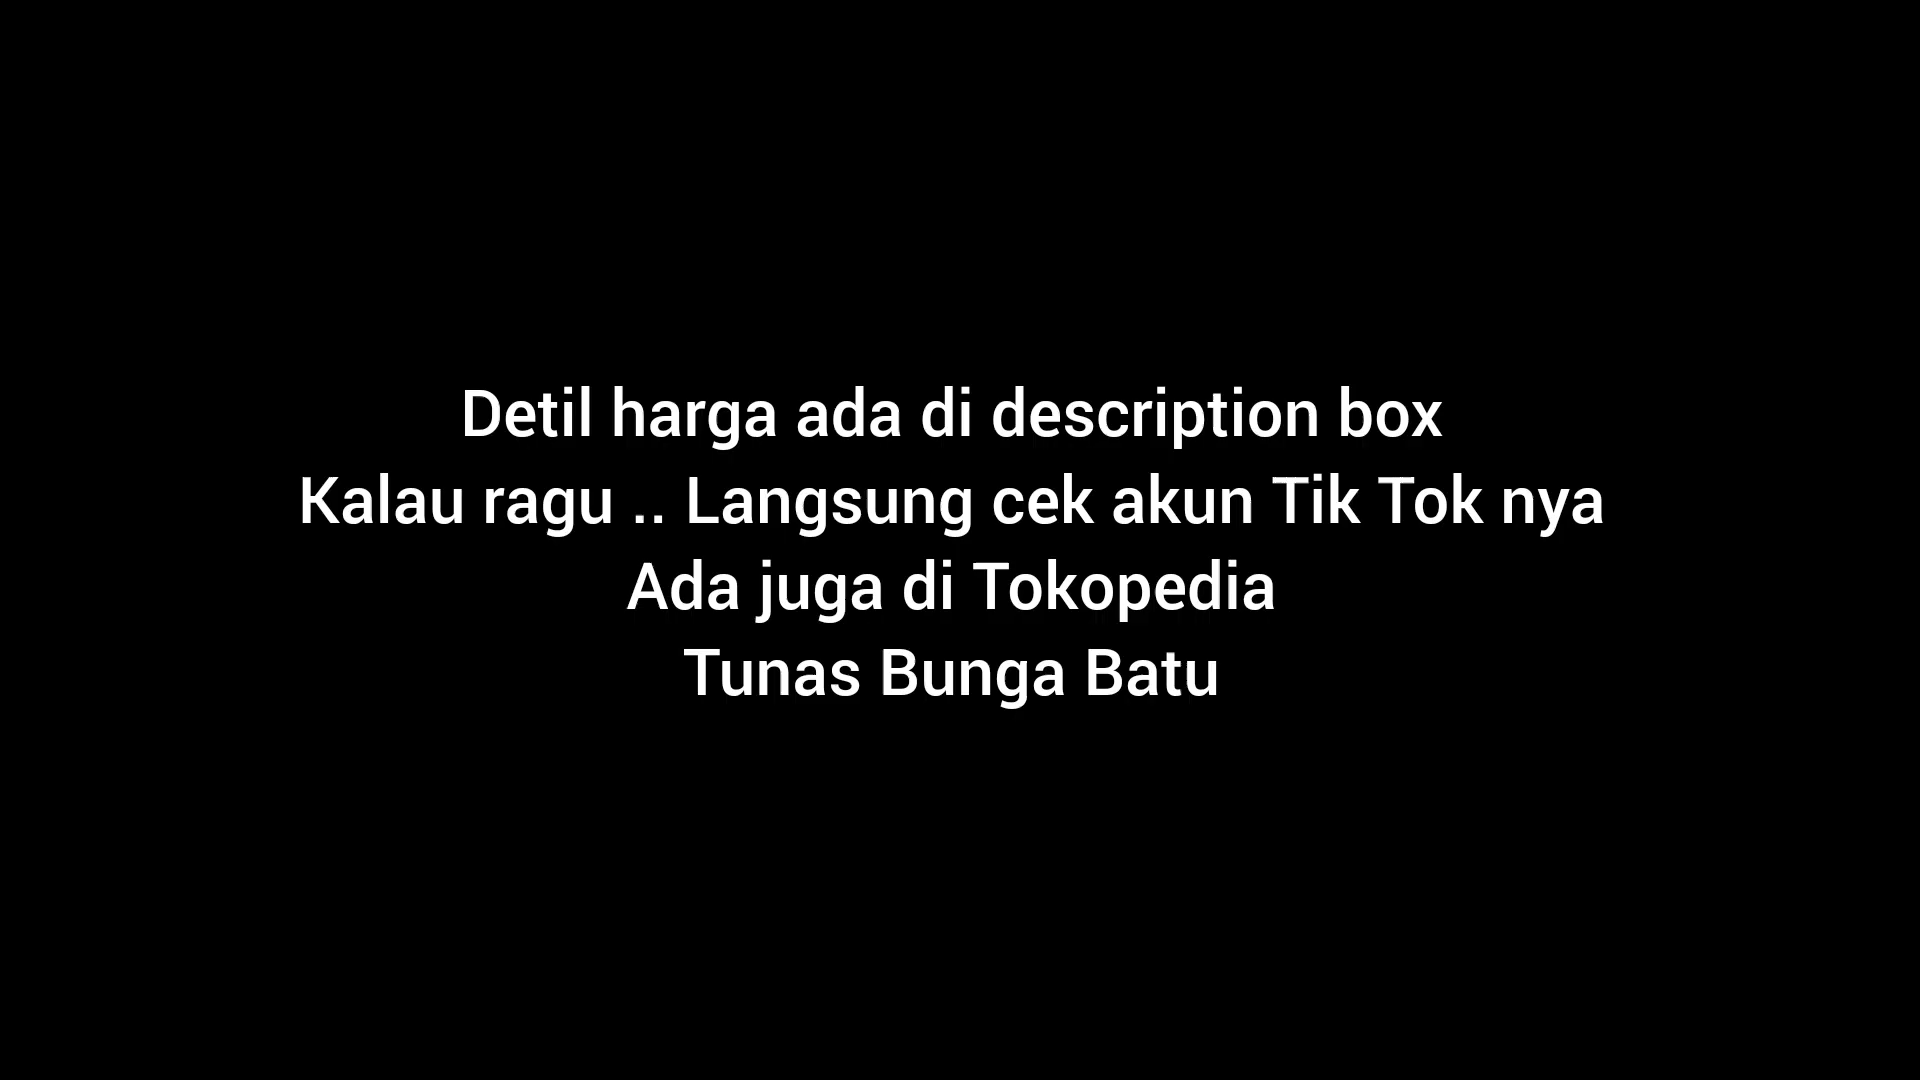 Detil harga ada di description box
Kalau ragu .. Langsung cek akun Tik Tok nya
Ada juga di Tokopedia
Tunas Bunga Batu